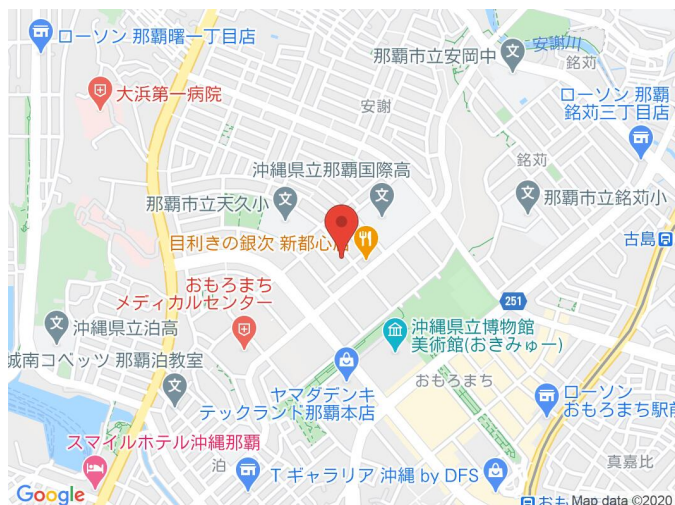 ローソン 那覇曙一丁目店
那覇市立安岡中
安謝川
大浜第一病院
安謝
ローソン 那覇
銘苅三丁目店
銘苅
沖縄県立那覇国際高
那覇市立天久小
那覇市立銘苅小
目利きの銀次 新都心店
古島
おもろまち
メディカルセンター
251
沖縄県立泊高
沖縄県立博物館
美術館(おきみゅー)
城南コベッツ 那覇泊教室
おもろまち
ヤマダデンキ
テックランド那覇本店
ローソン
おもろまち駅前
スマイルホテル沖縄那覇
泊
T ギャラリア 沖縄 by DFS
真嘉比
Google
おも
Map data ©2020